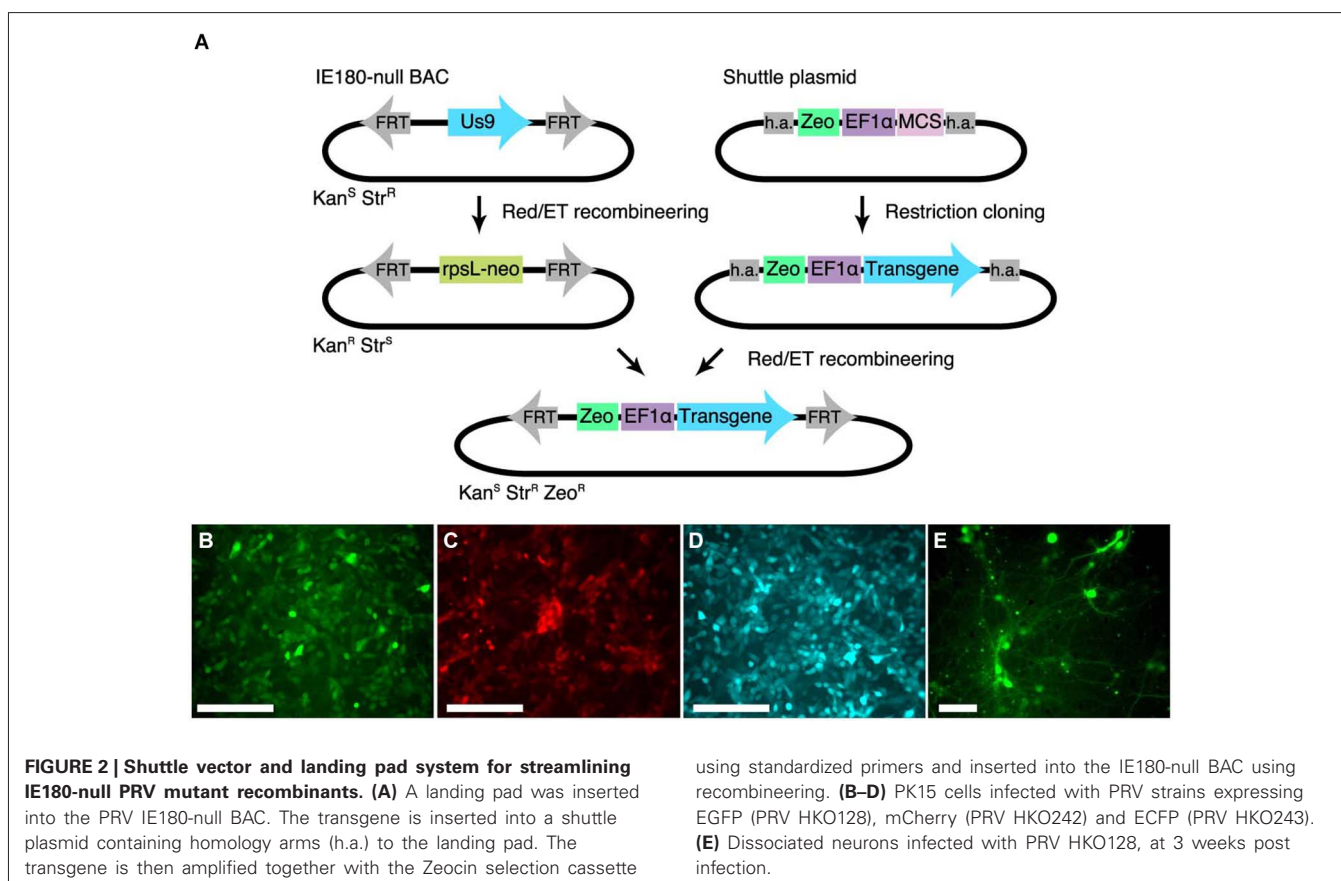 A
IE180-null BAC
Shuttle plasmid
FRT Us9 FRT
h.a. Zeo EF1α MCS h.a.
Kanˢ Strᴿ
Red/ET recombineering
Restriction cloning
FRT rpsL-neo FRT
h.a. Zeo EF1α Transgene h.a.
Kanᴿ Strˢ
Red/ET recombineering
FRT Zeo EF1α Transgene FRT
Kanˢ Strᴿ Zeoᴿ
B
C
D
E
FIGURE 2 | Shuttle vector and landing pad system for streamlining
IE180-null PRV mutant recombinants. (A) A landing pad was inserted
into the PRV IE180-null BAC. The transgene is inserted into a shuttle
plasmid containing homology arms (h.a.) to the landing pad. The
transgene is then amplified together with the Zeocin selection cassette
using standardized primers and inserted into the IE180-null BAC using
recombineering. (B–D) PK15 cells infected with PRV strains expressing
EGFP (PRV HKO128), mCherry (PRV HKO242) and ECFP (PRV HKO243).
(E) Dissociated neurons infected with PRV HKO128, at 3 weeks post
infection.